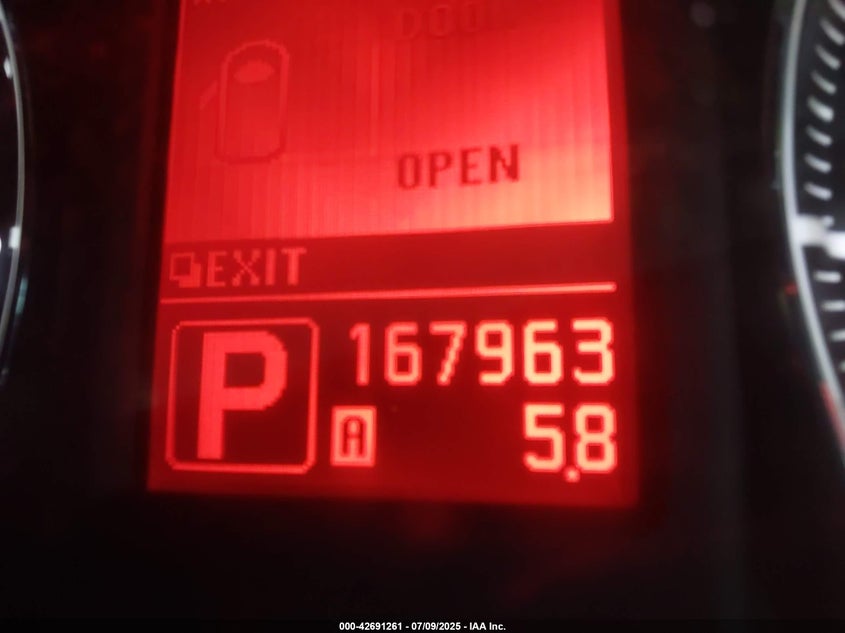 OPEN
EXIT
P 167963
A 5.8
000-42691261 - 07/09/2025 - IAA Inc.